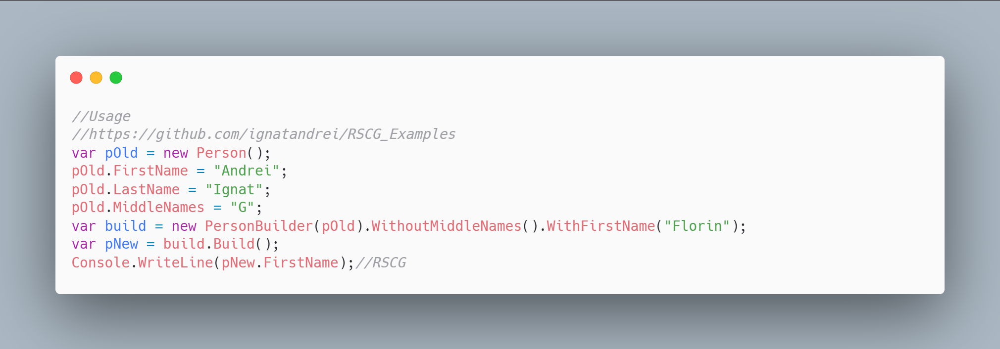 //Usage
//https://github.com/ignatandrei/RSCG_Examples
var pOld = new Person();
pOld.FirstName = "Andrei";
pOld.LastName = "Ignat";
pOld.MiddleNames = "G";
var build = new PersonBuilder(pOld).WithoutMiddleNames().WithFirstName("Florin");
var pNew = build.Build();
Console.WriteLine(pNew.FirstName);//RSCG